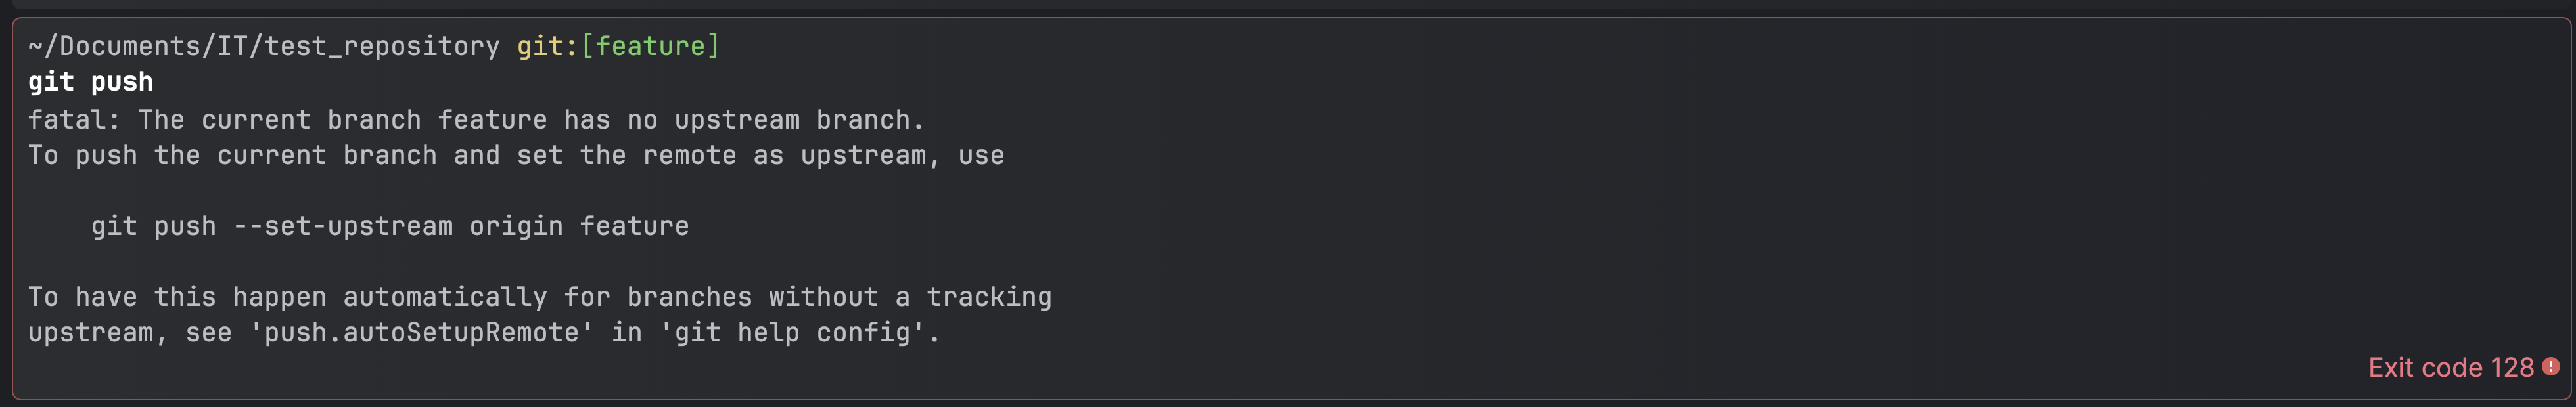 ~/Documents/IT/test_repository git:[feature]
git push
fatal: The current branch feature has no upstream branch.
To push the current branch and set the remote as upstream, use
    git push --set-upstream origin feature
To have this happen automatically for branches without a tracking
upstream, see 'push.autoSetupRemote' in 'git help config'.
Exit code 128